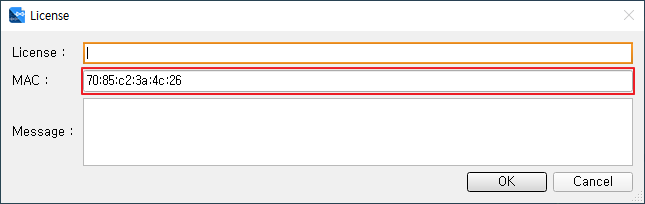 License
License :
MAC :
70:85:c2:3a:4c:26
Message :
OK
Cancel